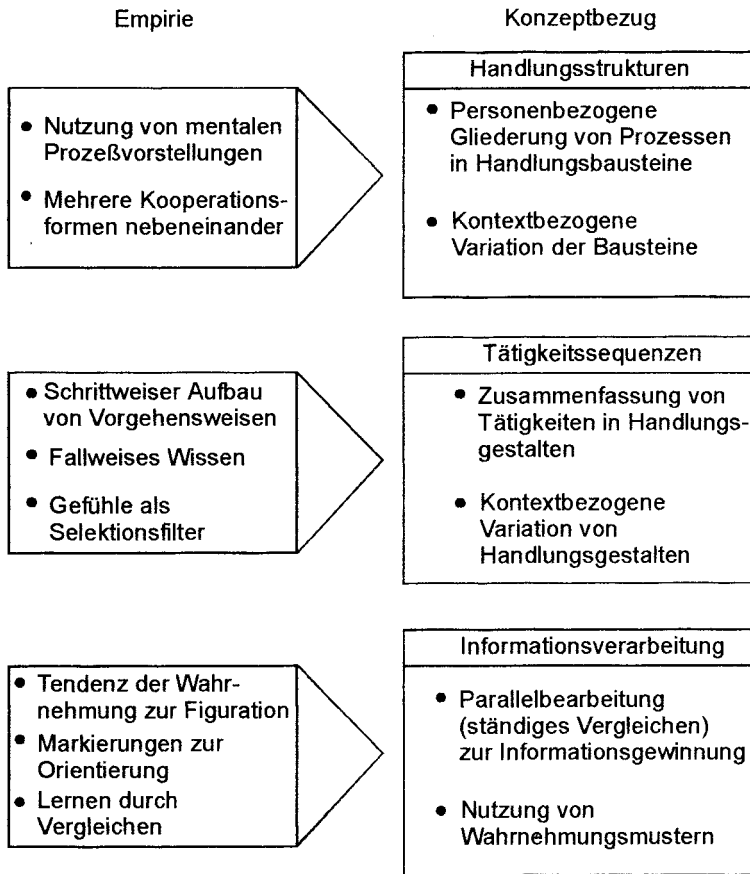 Empirie
Konzeptbezug
• Nutzung von mentalen
Prozeßvorstellungen
• Mehrere Kooperations-
formen nebeneinander
Handlungsstrukturen
• Personenbezogene
Gliederung von Prozessen
in Handlungsbausteine
• Kontextbezogene
Variation der Bausteine
• Schrittweiser Aufbau
von Vorgehensweisen
• Fallweises Wissen
• Gefühle als
Selektionsfilter
Tätigkeitssequenzen
• Zusammenfassung von
Tätigkeiten in Handlungs-
gestalten
• Kontextbezogene
Variation von
Handlungsgestalten
• Tendenz der Wahr-
nehmung zur Figuration
• Markierungen zur
Orientierung
• Lernen durch
Vergleichen
Informationsverarbeitung
• Parallelbearbeitung
(ständiges Vergleichen)
zur Informationsgewinnung
• Nutzung von
Wahrnehmungsmustern